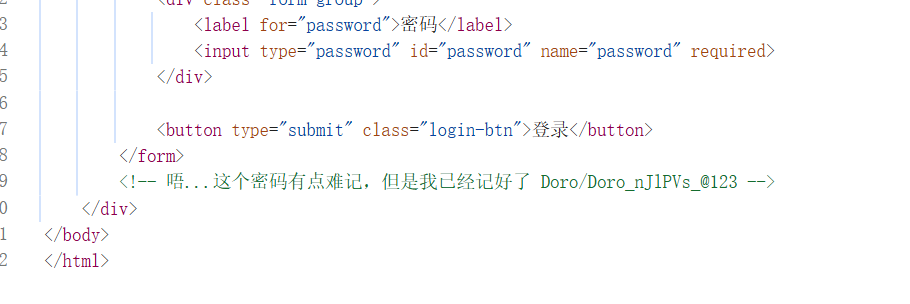 2 <div class="form-group">
3 <label for="password">密码</label>
4 <input type="password" id="password" name="password" required>
5 </div>
6
7 <button type="submit" class="login-btn">登录</button>
8 </form>
9 <!-- 唔...这个密码有点难记，但是我已经记好了 Doro/Doro_nJlPVs_@123 -->
0 </div>
1 </body>
2 </html>